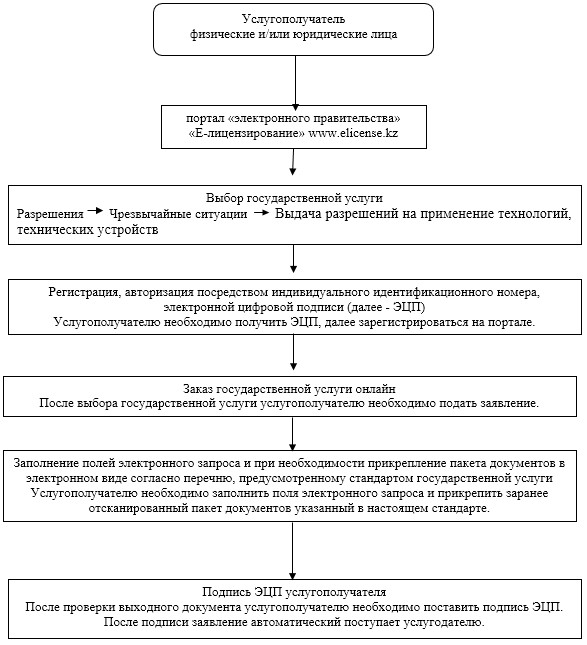 Услугополучатель
физические и/или юридические лица
портал «электронного правительства»
«Е-лицензирование» www.elicense.kz
Выбор государственной услуги
Разрешения Чрезвычайные ситуации Выдача разрешений на применение технологий,
технических устройств
Регистрация, авторизация посредством индивидуального идентификационного номера,
электронной цифровой подписи (далее - ЭЦП)
Услугополучателю необходимо получить ЭЦП, далее зарегистрироваться на портале.
Заказ государственной услуги онлайн
После выбора государственной услуги услугополучателю необходимо подать заявление.
Заполнение полей электронного запроса и при необходимости прикрепление пакета документов в
электронном виде согласно перечню, предусмотренному стандартом государственной услуги
Услугополучателю необходимо заполнить поля электронного запроса и прикрепить заранее
отсканированный пакет документов указанный в настоящем стандарте.
Подпись ЭЦП услугополучателя
После проверки выходного документа услугополучателю необходимо поставить подпись ЭЦП.
После подписи заявление автоматический поступает услугодателю.